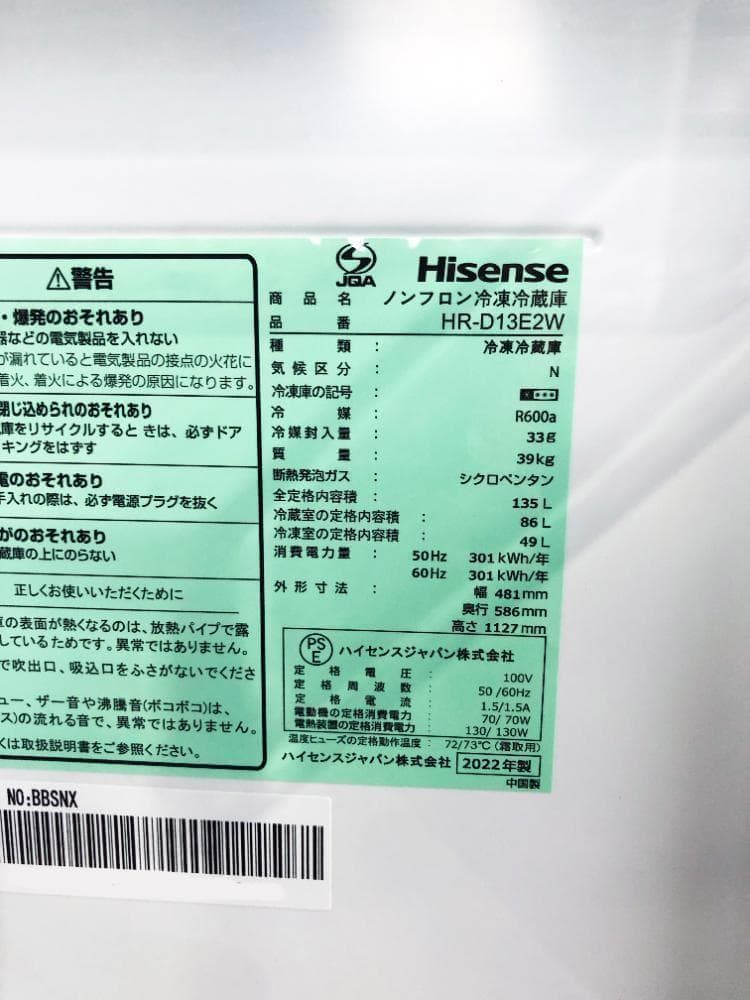 ⚠警告
・爆発のおそれあり
器などの電気製品を入れない
が漏れていると電気製品の接点の火花に
着火、着火による爆発の原因になります。
閉じ込められのおそれあり
庫をリサイクルするときは、必ずドア
キングをはずす
電のおそれあり
手入れの際は、必ず電源プラグを抜く
がのおそれあり
蔵庫の上にのらない
正しくお使いいただくために
の表面が熱くなるのは、放熱パイプで露
しているためです。異常ではありません。
で吹出口、吸込口をふさがないでくださ
ュー、ザー音や沸騰音(ボコボコ)は、
ス)の流れる音で、異常ではありません。
くは取扱説明書をご参照ください。
JQA
Hisense
商品名 ノンフロン冷凍冷蔵庫
品番 HR-D13E2W
種類 : 冷凍冷蔵庫
気候区分 : N
冷凍庫の記号 :
冷媒 : R600a
冷媒封入量 : 33g
質量 : 39kg
断熱発泡ガス : シクロペンタン
全定格内容積 : 135L
冷蔵室の定格内容積 : 86L
冷凍室の定格内容積 : 49L
消費電力量 : 50Hz 301kWh/年
60Hz 301kWh/年
外形寸法 : 幅 481mm
奥行 586mm
高さ 1127mm
PSE ハイセンスジャパン株式会社
定格電圧 : 100V
定格周波数 : 50/60Hz
定格電流 : 1.5/1.5A
電動機の定格消費電力 : 70/70W
電熱装置の定格消費電力 : 130/130W
温度ヒューズの定格動作温度 : 72/73℃(霜取用)
ハイセンスジャパン株式会社 2022年製
中国製
NO:BBSNX